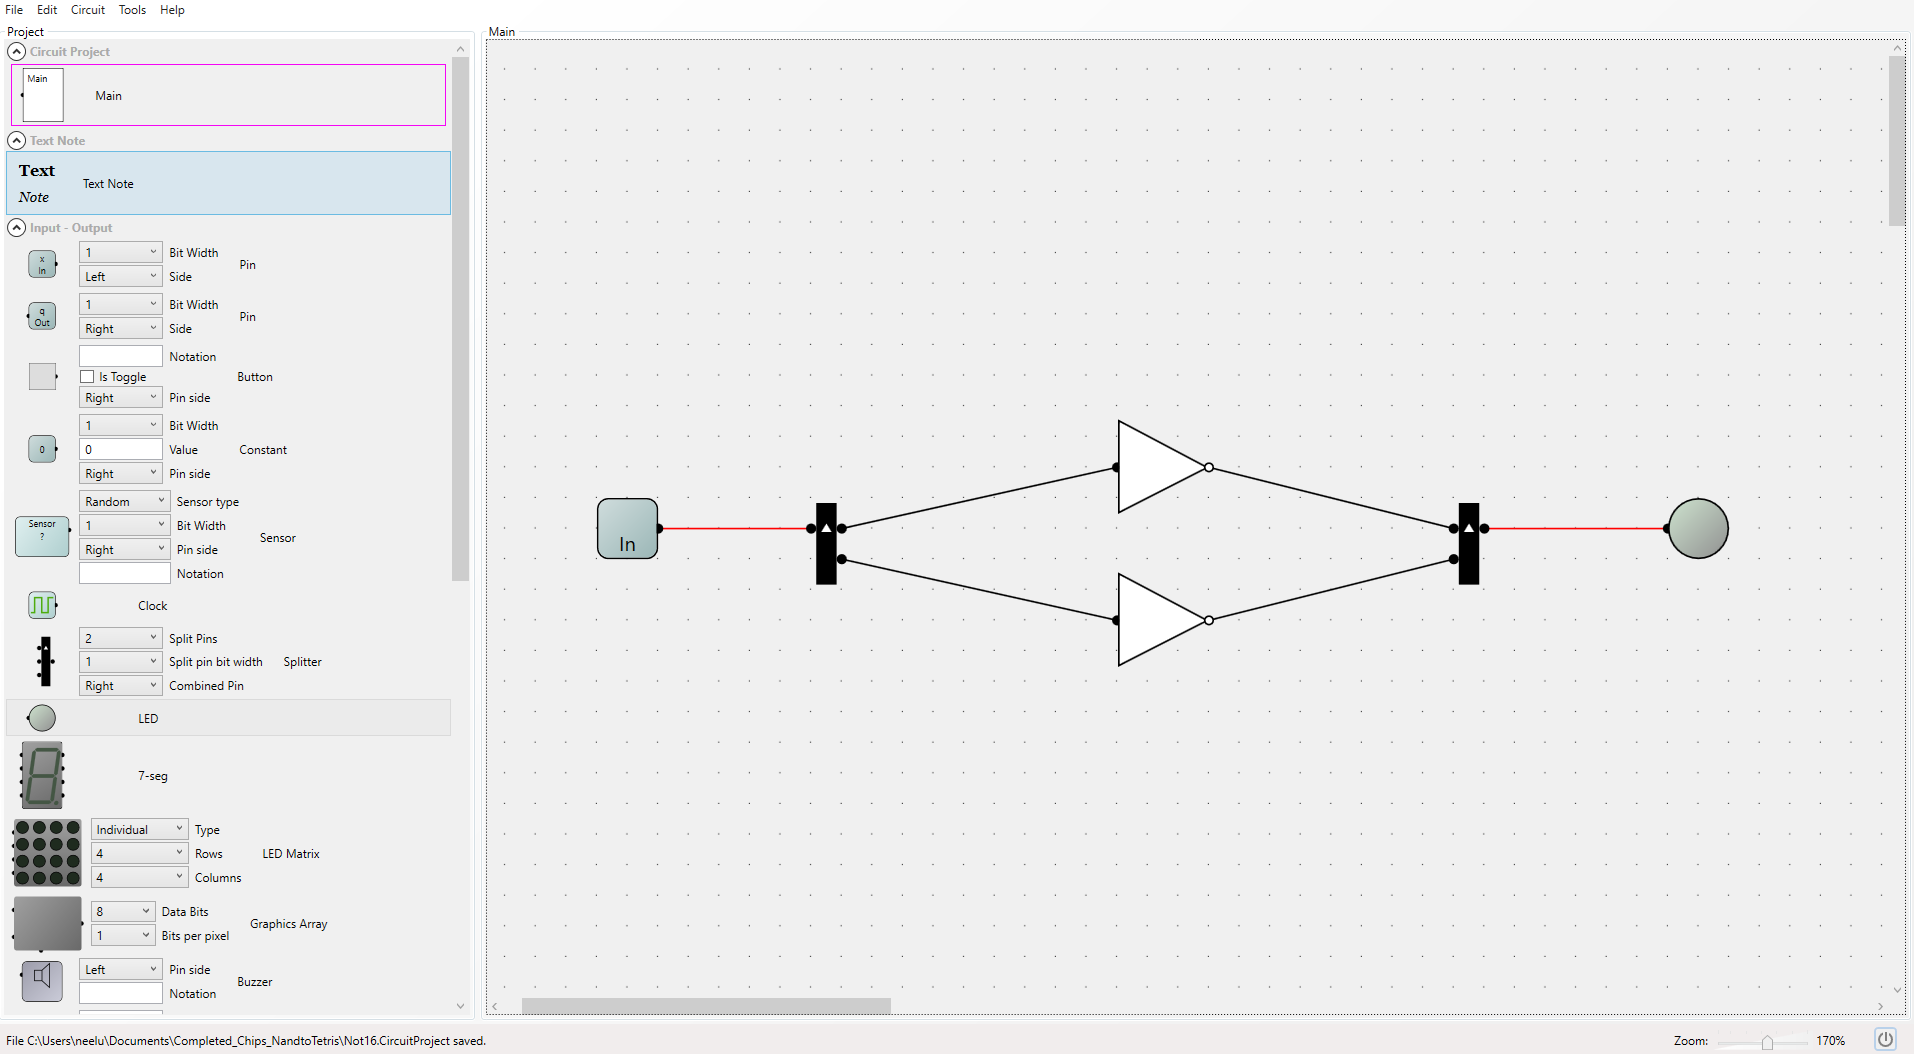 File Edit Circuit Tools Help
Project
Circuit Project
Main
Main
Text Note
Text
Note
Text Note
Input - Output
x
In
1
Bit Width
Left
Side
Pin
q
Out
1
Bit Width
Right
Side
Pin
Notation
Is Toggle
Button
Right
Pin side
1
Bit Width
0
0
Value
Constant
Right
Pin side
Random
Sensor type
Sensor
?
1
Bit Width
Sensor
Right
Pin side
Notation
Clock
2
Split Pins
1
Split pin bit width
Splitter
Right
Combined Pin
LED
7-seg
Individual
Type
4
Rows
LED Matrix
4
Columns
8
Data Bits
Graphics Array
1
Bits per pixel
Left
Pin side
Buzzer
Notation
Main
In
File C:\Users\neelu\Documents\Completed_Chips_NandtoTetris\Not16.CircuitProject saved.
Zoom: 170%